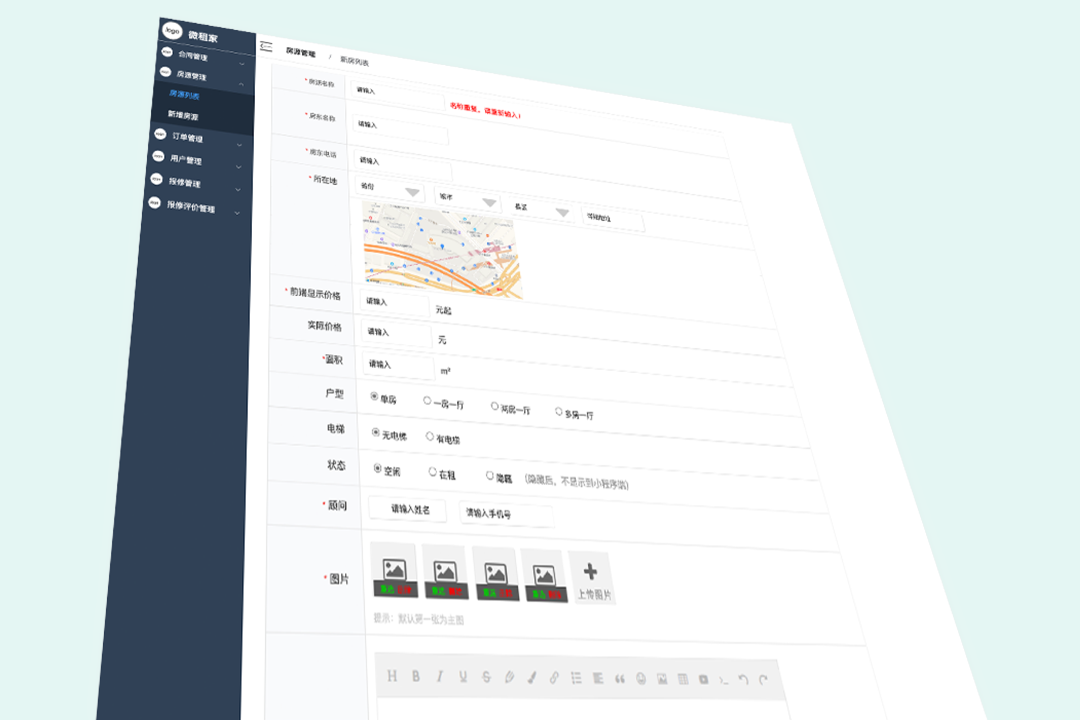 logo 微租家
合同管理
房源管理
房源列表
新增房源
订单管理
用户管理
报修管理
报修评价管理
房源管理 / 新房列表
*房源名称 请输入 名称重复，请重新输入！
*房东名称 请输入
*房东电话 请输入
*所在地 省份 城市 县区 详细地址
*前端显示价格 请输入 元起
实际价格 请输入 元
*面积 请输入 m²
户型 单房 一房一厅 两房一厅 多房一厅
电梯 无电梯 有电梯
状态 空闲 在租 隐藏 （隐藏后，不显示到小程序端）
*顾问 请输入姓名 请输入手机号
*图片 上传图片
提示：默认第一张为主图
H B I U S